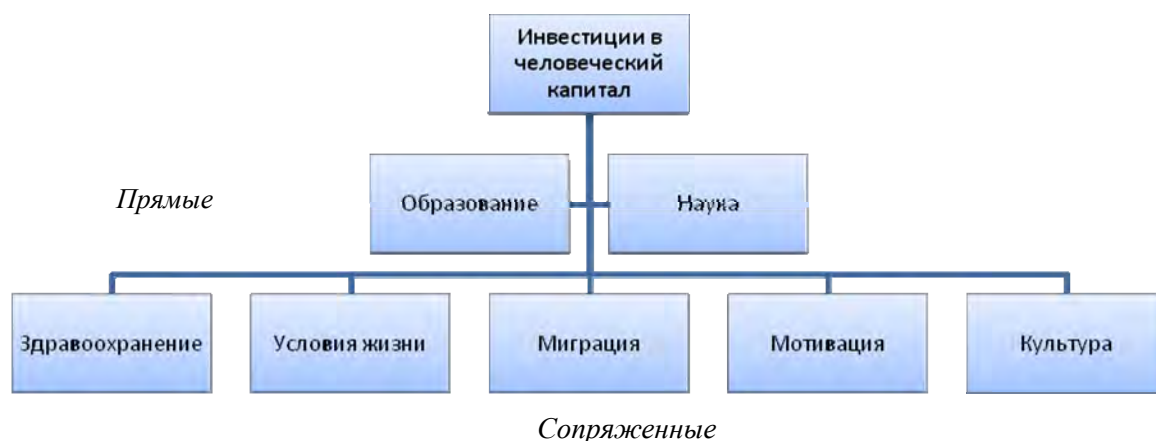 Инвестиции в
человеческий
капитал
Прямые
Образование
Наука
Здравоохранение
Условия жизни
Миграция
Мотивация
Культура
Сопряженные